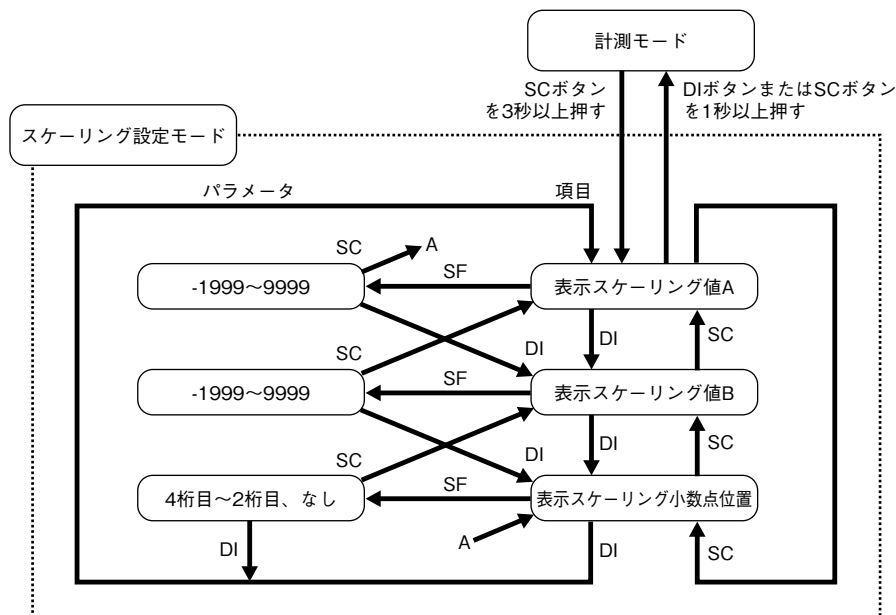 計測モード
SCボタン
を3秒以上押す
DIボタンまたはSCボタン
を1秒以上押す
スケーリング設定モード
パラメータ
項目
SC
A
-1999～9999
SF
表示スケーリング値A
SC
DI
DI
SC
-1999～9999
SF
表示スケーリング値B
SC
DI
DI
SC
4桁目～2桁目、なし
SF
表示スケーリング小数点位置
DI
A
DI
SC